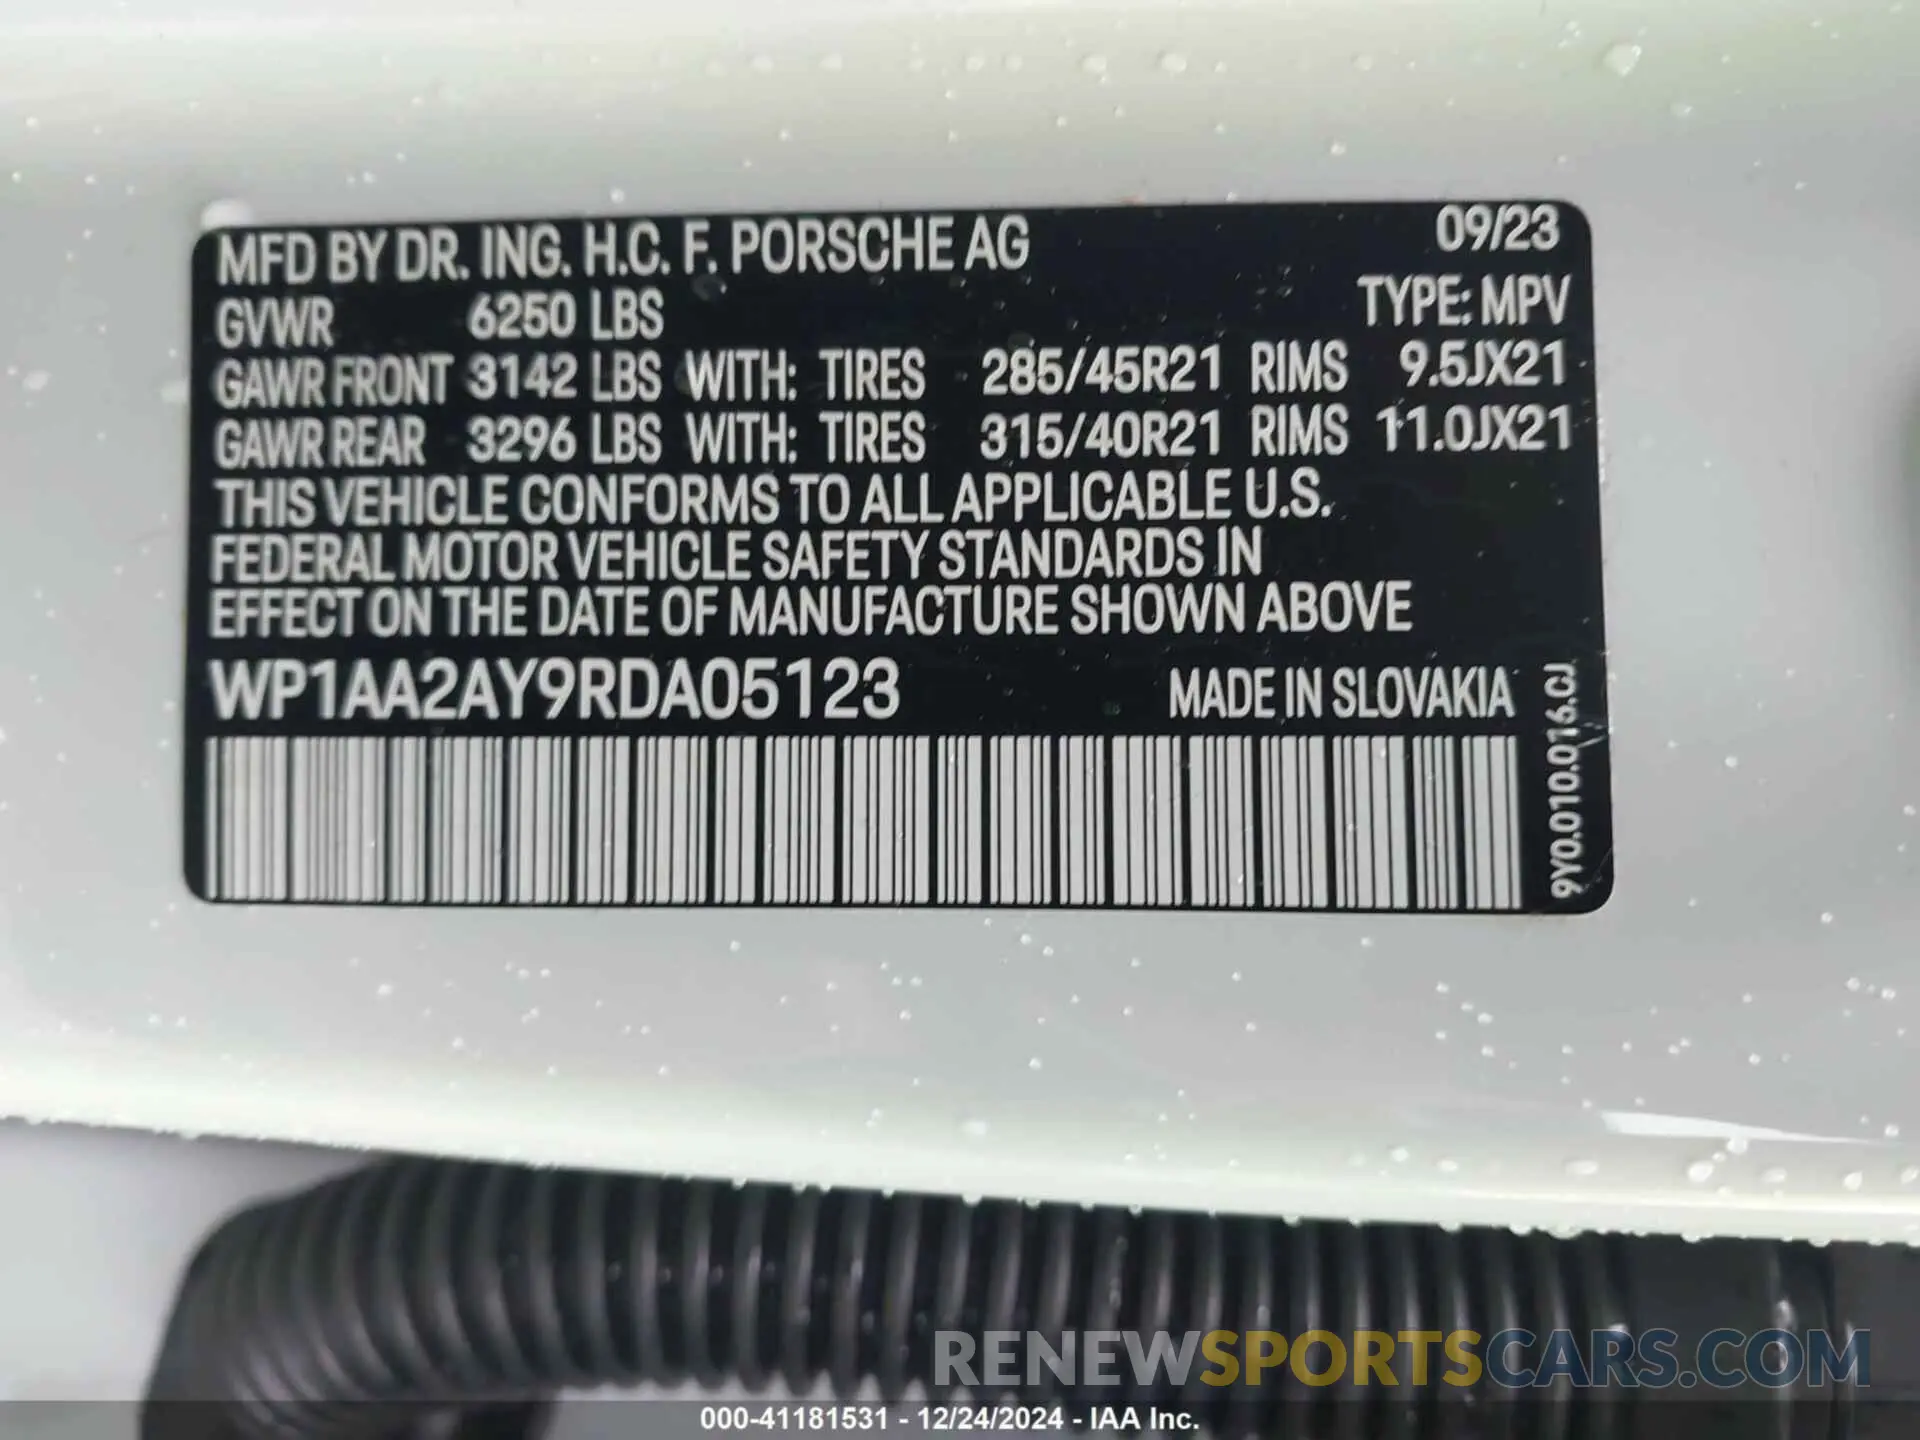 MFD BY DR. ING. H.C. F. PORSCHE AG 09/23
GVWR 6250 LBS TYPE: MPV
GAWR FRONT 3142 LBS WITH: TIRES 285/45R21 RIMS 9.5JX21
GAWR REAR 3296 LBS WITH: TIRES 315/40R21 RIMS 11.0JX21
THIS VEHICLE CONFORMS TO ALL APPLICABLE U.S.
FEDERAL MOTOR VEHICLE SAFETY STANDARDS IN
EFFECT ON THE DATE OF MANUFACTURE SHOWN ABOVE
WP1AA2AY9RDA05123 MADE IN SLOVAKIA
9Y0.010.016.CJ
RENEWSPORTSCARS.COM
000-41181531 - 12/24/2024 - IAA Inc.